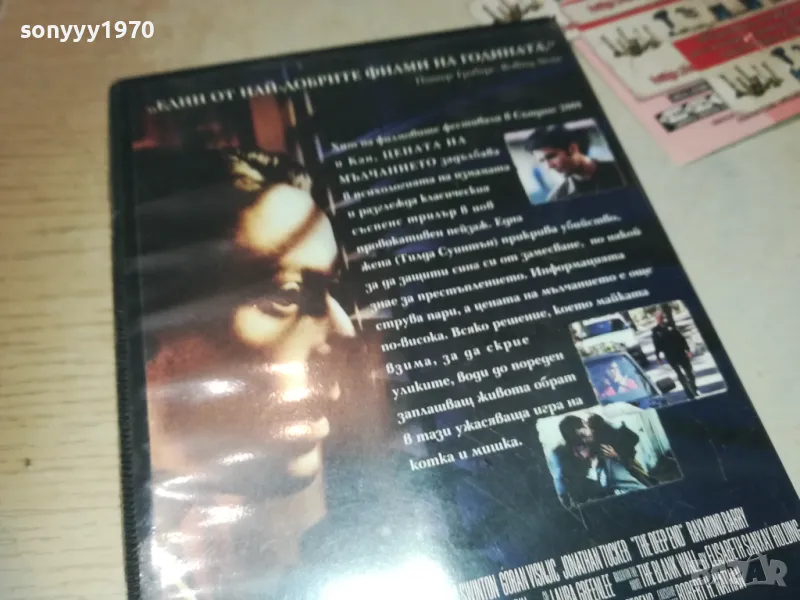 sonyyy1970
„ЕДИН ОТ НАЙ-ДОБРИТЕ ФИЛМИ НА ГОДИНАТА!"
Хит на филмовите фестивали в Сънданс 2001
и Кан, ЦЕНАТА НА
МЪЛЧАНИЕТО задълбава
в психологията на измамата
и разглежда класическия
съспенс трилър в нов
провокативен пейзаж. Една
жена (Тилда Суинтън) прикрива убийство,
за да защити сина си от замесване, но някой
знае за престъплението. Информацията
струва пари, а цената на мълчанието е още
по-висока. Всяко решение, което майката
взима, за да скрие
уликите, води до пореден
заплашващ живота обрат
в тази ужасяваща игра на
котка и мишка.
GORAN VISNJIC JONATHAN TUCKER "THE DEEP END" RAYMOND BARRY
LAURA GREENLEE "THE BLANK WALL" ELISABETH SANXAY HOLDING
BAZAR